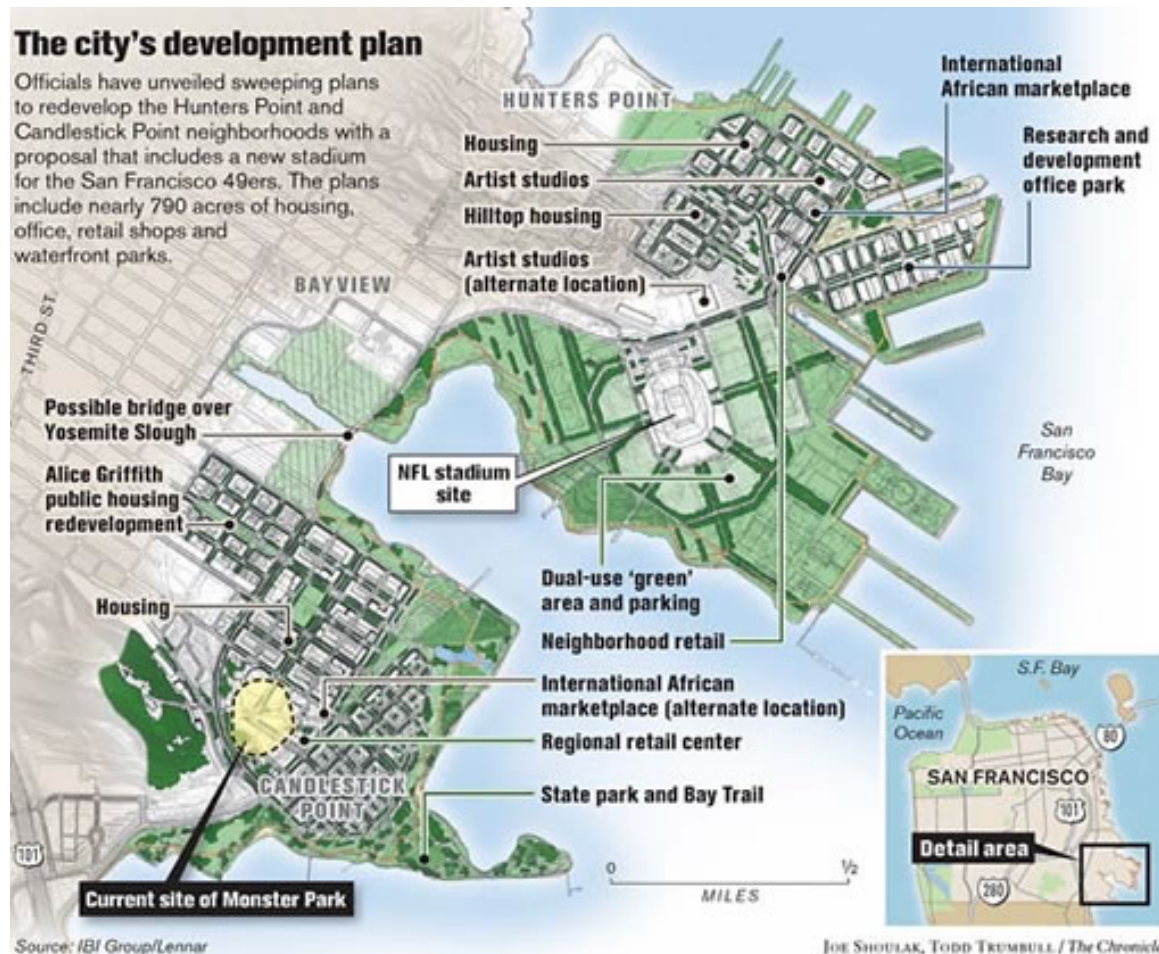 The city's development plan
Officials have unveiled sweeping plans
to redevelop the Hunters Point and
Candlestick Point neighborhoods with a
proposal that includes a new stadium
for the San Francisco 49ers. The plans
include nearly 790 acres of housing,
office, retail shops and
waterfront parks.
HUNTERS POINT
International
African marketplace
Research and
development
office park
Housing
Artist studios
Hilltop housing
Artist studios
(alternate location)
BAYVIEW
THIRD ST.
Possible bridge over
Yosemite Slough
NFL stadium
site
San
Francisco
Bay
Alice Griffith
public housing
redevelopment
Dual-use 'green'
area and parking
Neighborhood retail
Housing
International African
marketplace (alternate location)
Regional retail center
CANDLESTICK
POINT
State park and Bay Trail
101
Current site of Monster Park
0
1/2
MILES
S.F. Bay
Pacific
Ocean
80
SAN FRANCISCO
101
Detail area
280
Source: IBI Group/Lennar
JOE SHOULAK, TODD TRUMBULL / The Chronicle